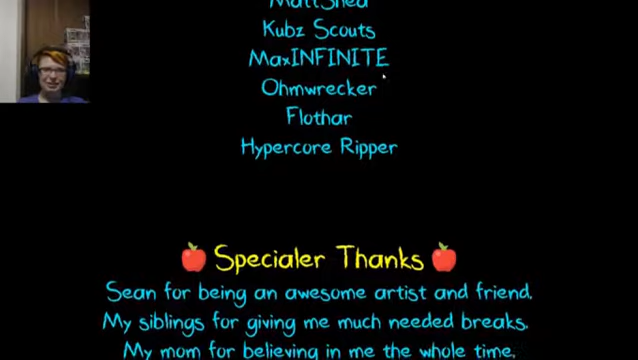 MattShea
Kubz Scouts
MaxINFINITE
Ohmwrecker
Flothar
Hypercore Ripper
Specialer Thanks
Sean for being an awesome artist and friend.
My siblings for giving me much needed breaks.
My mom for believing in me the whole time.